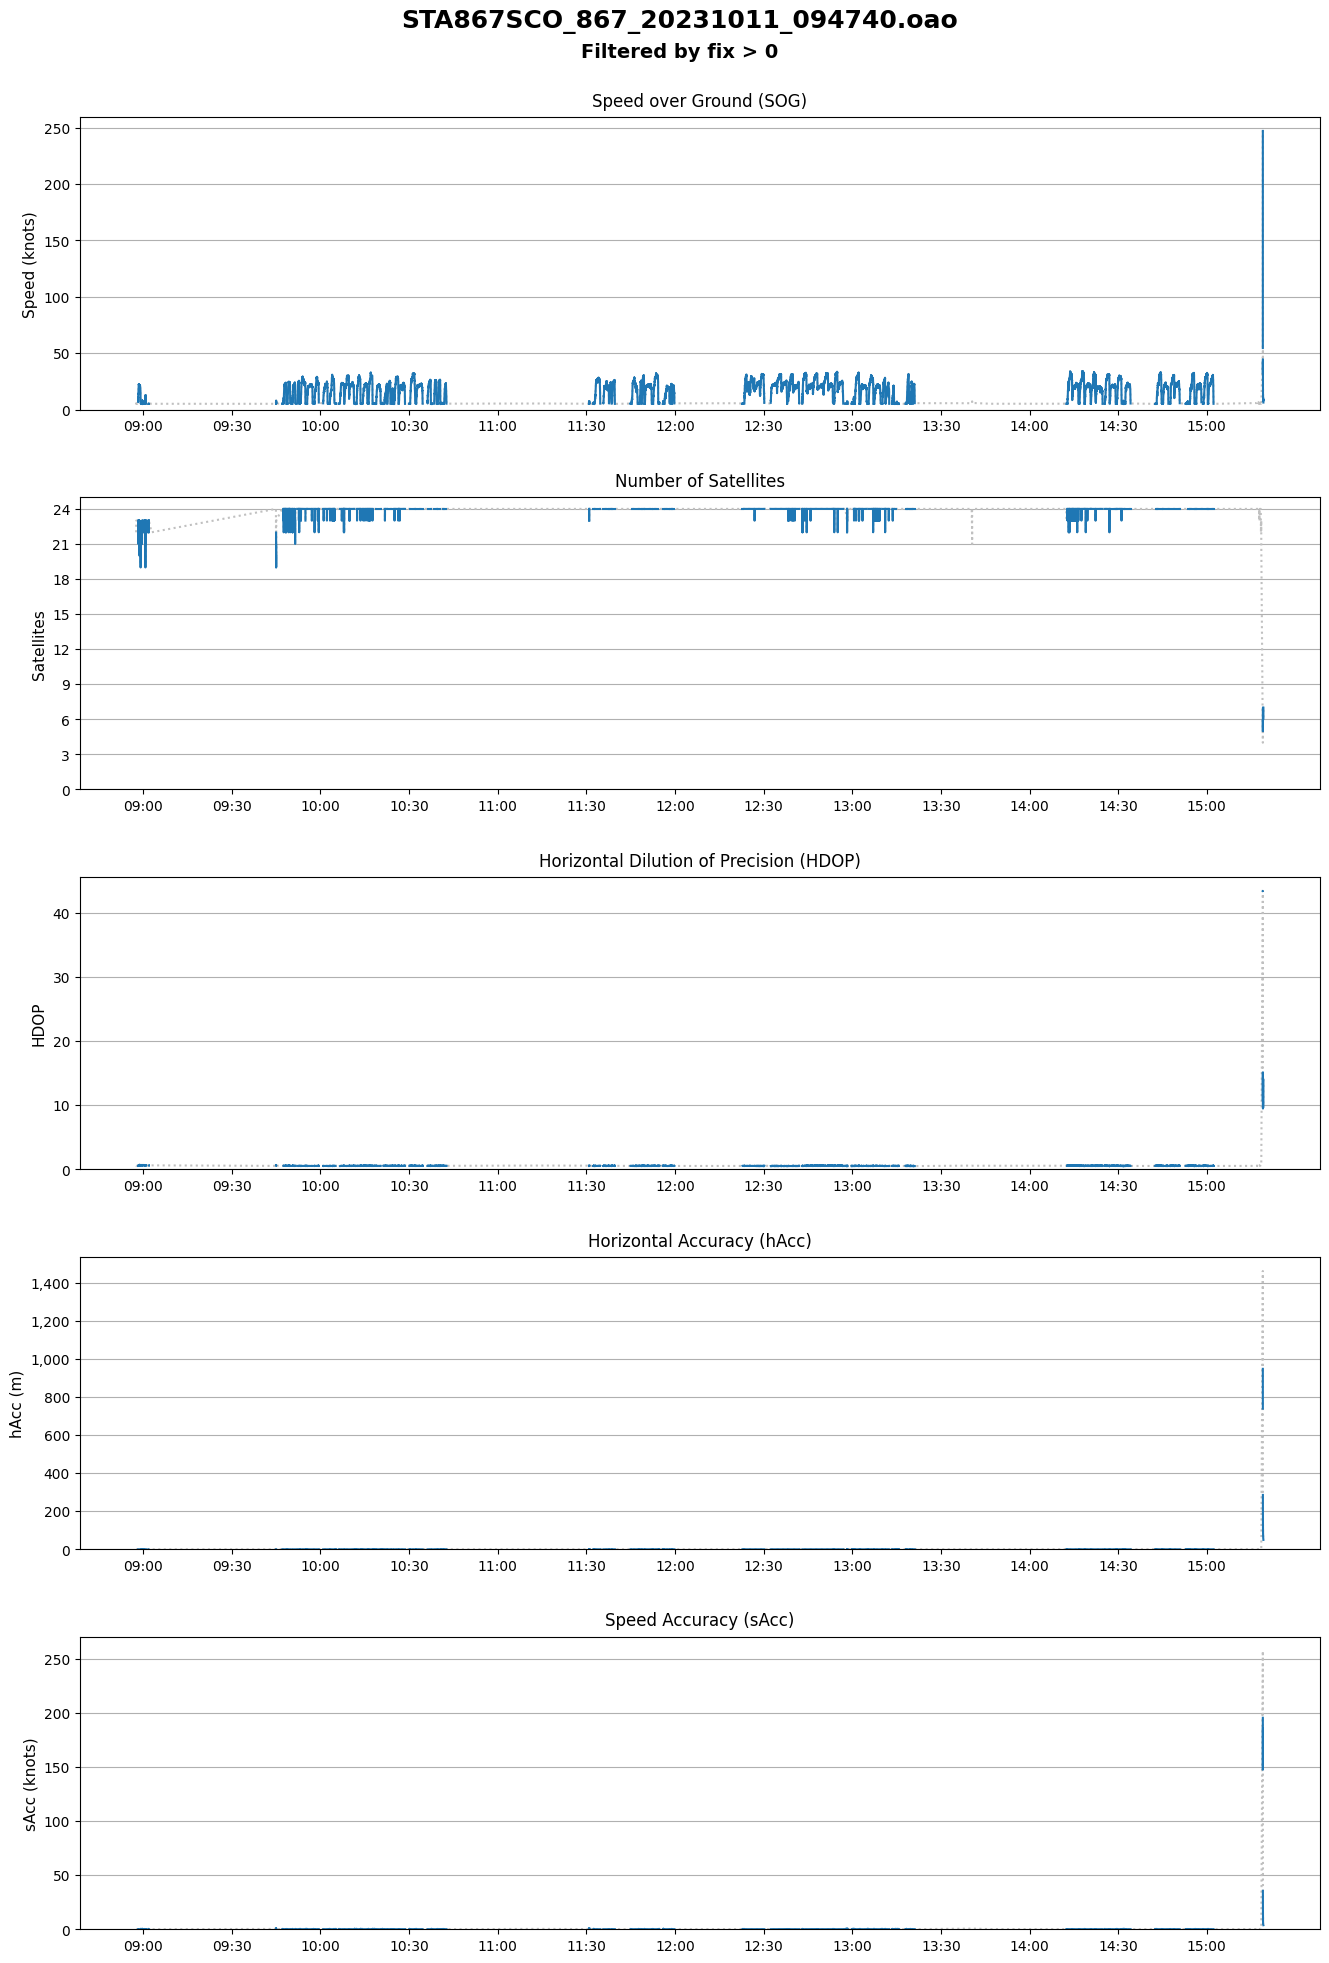 STA867SCO_867_20231011_094740.oao
Filtered by fix > 0
Speed over Ground (SOG)
Speed (knots)
250
200
150
100
50
0
09:00 09:30 10:00 10:30 11:00 11:30 12:00 12:30 13:00 13:30 14:00 14:30 15:00
Number of Satellites
Satellites
24
21
18
15
12
9
6
3
0
09:00 09:30 10:00 10:30 11:00 11:30 12:00 12:30 13:00 13:30 14:00 14:30 15:00
Horizontal Dilution of Precision (HDOP)
HDOP
40
30
20
10
0
09:00 09:30 10:00 10:30 11:00 11:30 12:00 12:30 13:00 13:30 14:00 14:30 15:00
Horizontal Accuracy (hAcc)
hAcc (m)
1,400
1,200
1,000
800
600
400
200
0
09:00 09:30 10:00 10:30 11:00 11:30 12:00 12:30 13:00 13:30 14:00 14:30 15:00
Speed Accuracy (sAcc)
sAcc (knots)
250
200
150
100
50
0
09:00 09:30 10:00 10:30 11:00 11:30 12:00 12:30 13:00 13:30 14:00 14:30 15:00